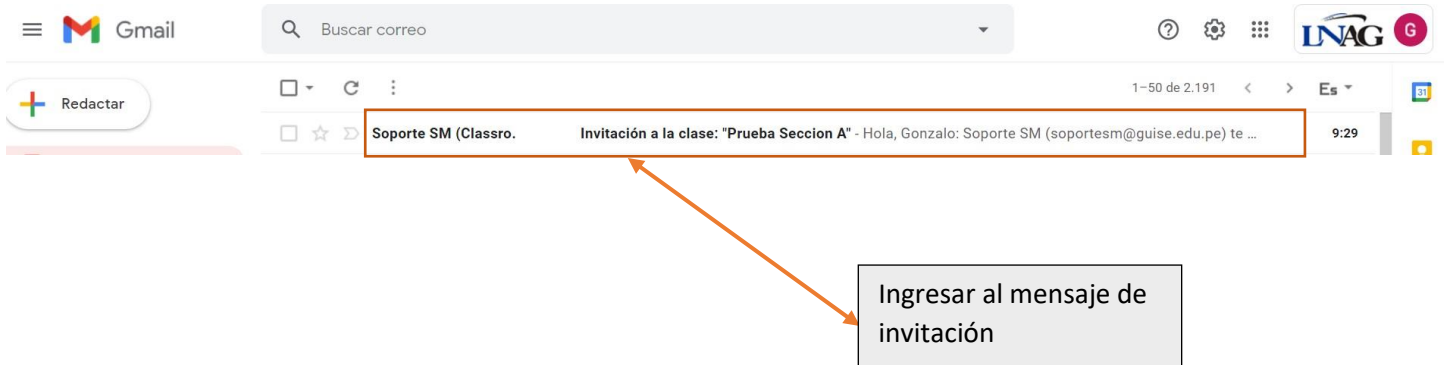 Gmail
Buscar correo
LNAG
G
Redactar
1–50 de 2.191
Es
31
Soporte SM (Classro.
Invitación a la clase: "Prueba Seccion A" - Hola, Gonzalo: Soporte SM (soportesm@guise.edu.pe) te ...
9:29
Ingresar al mensaje de
invitación